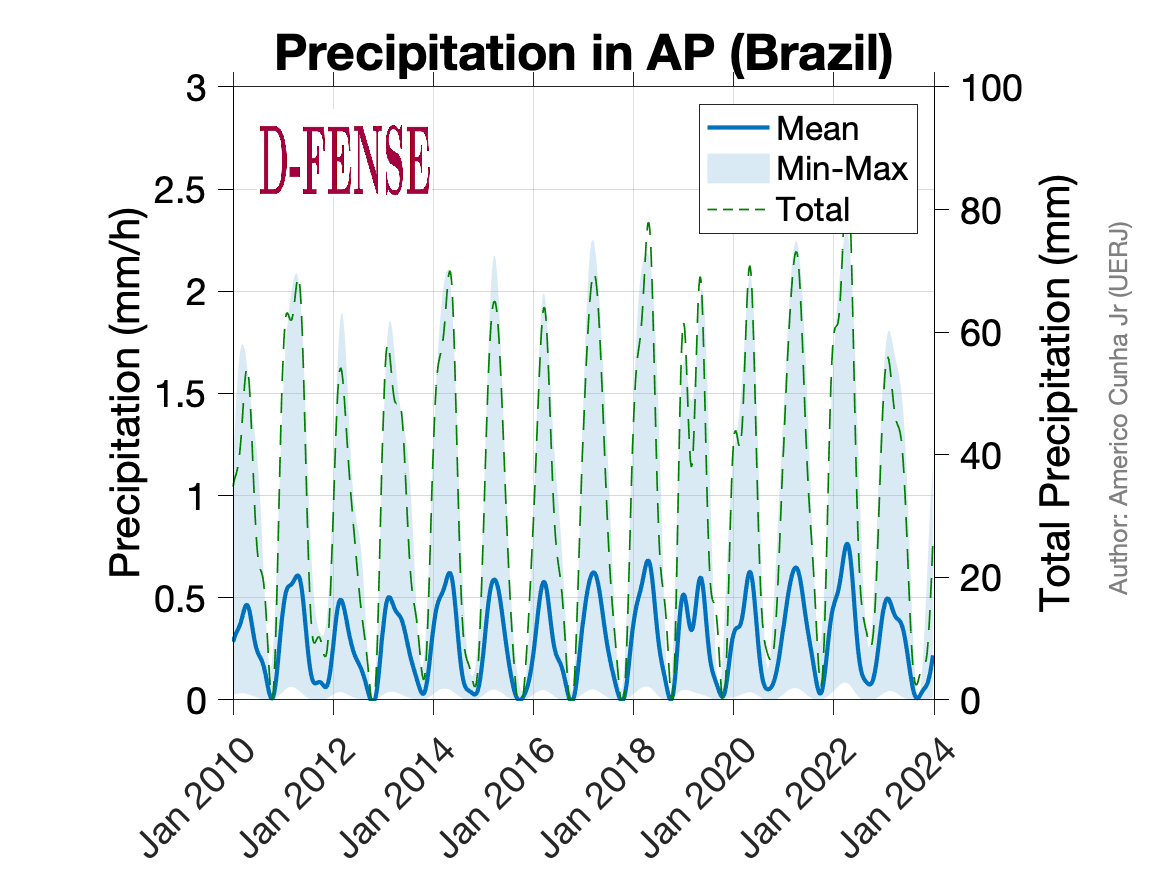 Precipitation in AP (Brazil)
D-FENSE
Mean
Min-Max
Total
Precipitation (mm/h)
3
2.5
2
1.5
1
0.5
0
100
80
60
40
20
0
Total Precipitation (mm)
Author: Americo Cunha Jr (UERJ)
Jan 2010
Jan 2012
Jan 2014
Jan 2016
Jan 2018
Jan 2020
Jan 2022
Jan 2024